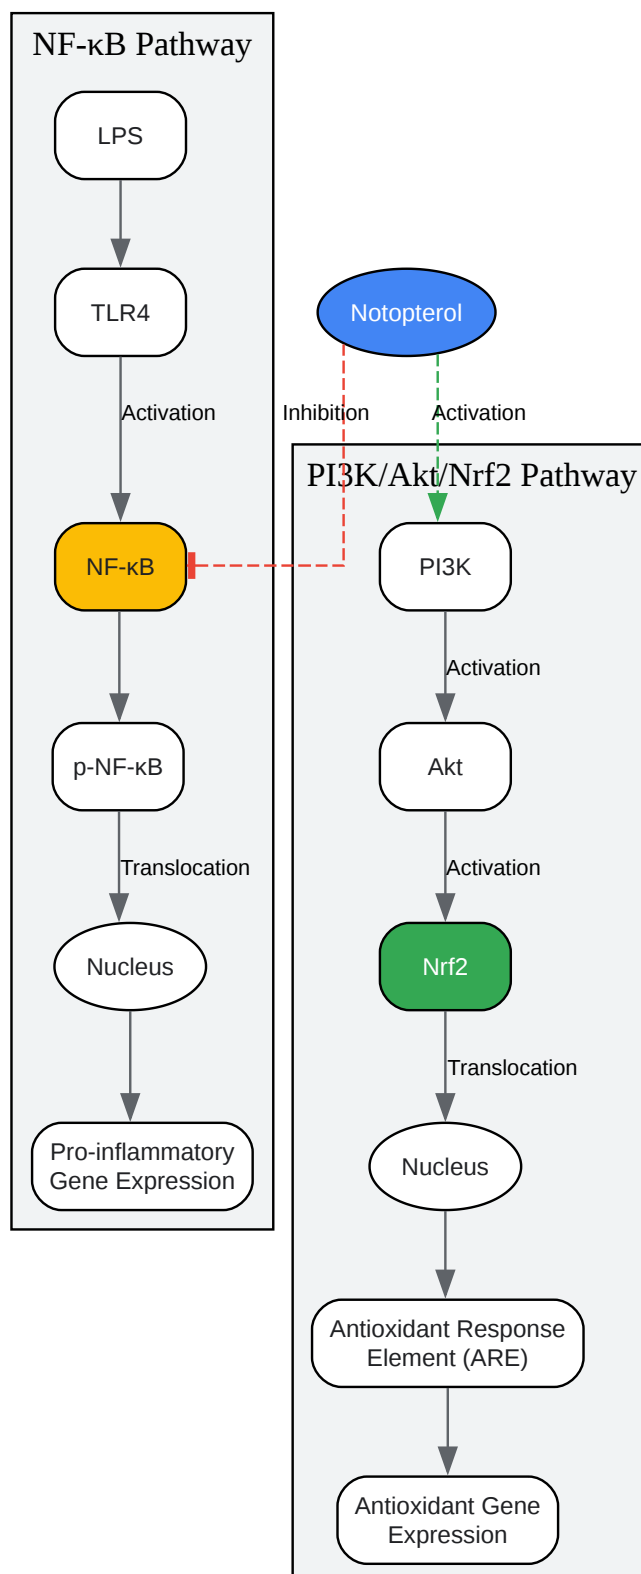 NF-κB Pathway
LPS
TLR4
Notopterol
Activation
Inhibition
Activation
PI3K/Akt/Nrf2 Pathway
NF-κB
PI3K
Activation
p-NF-κB
Akt
Translocation
Activation
Nucleus
Nrf2
Translocation
Pro-inflammatory
Gene Expression
Nucleus
Antioxidant Response
Element (ARE)
Antioxidant Gene
Expression